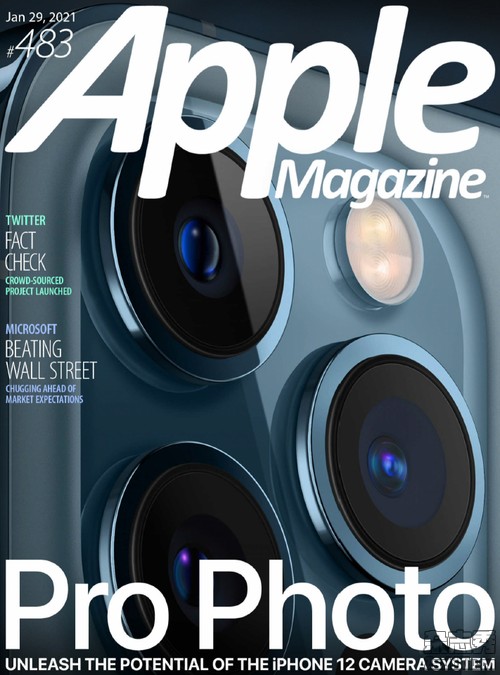 Jan 29, 2021
#483
Apple
Magazine™
TWITTER
FACT
CHECK
CROWD-SOURCED
PROJECT LAUNCHED
MICROSOFT
BEATING
WALL STREET
CHUGGING AHEAD OF
MARKET EXPECTATIONS
Pro Photo
UNLEASH THE POTENTIAL OF THE iPHONE 12 CAMERA SYSTEM